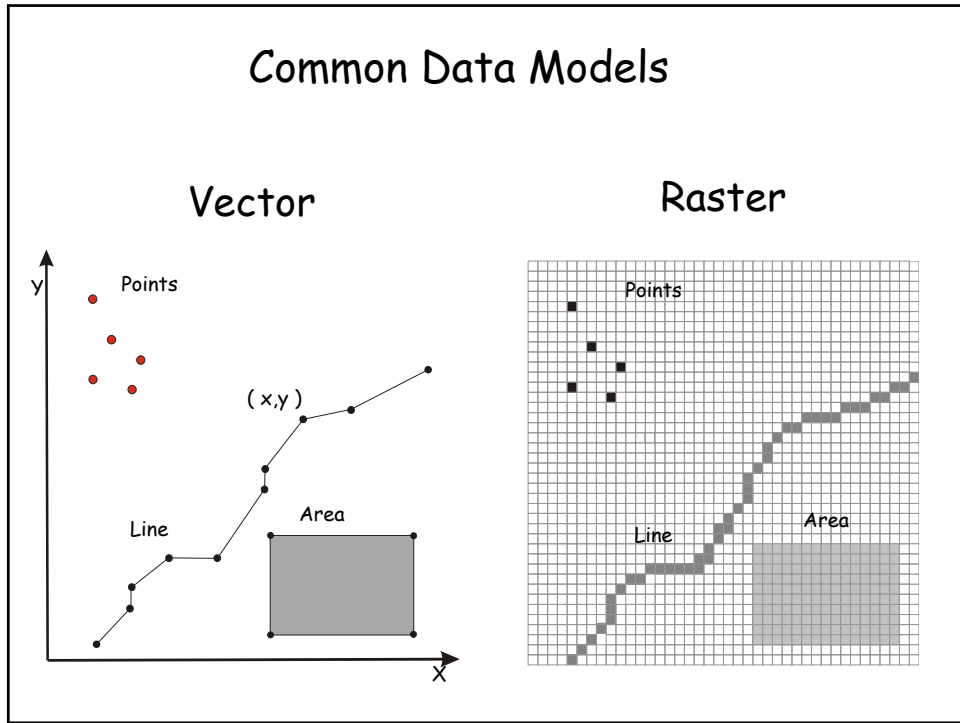 Common Data Models
Vector
Raster
Y
Points
( x,y )
Line
Area
X
Points
Line
Area